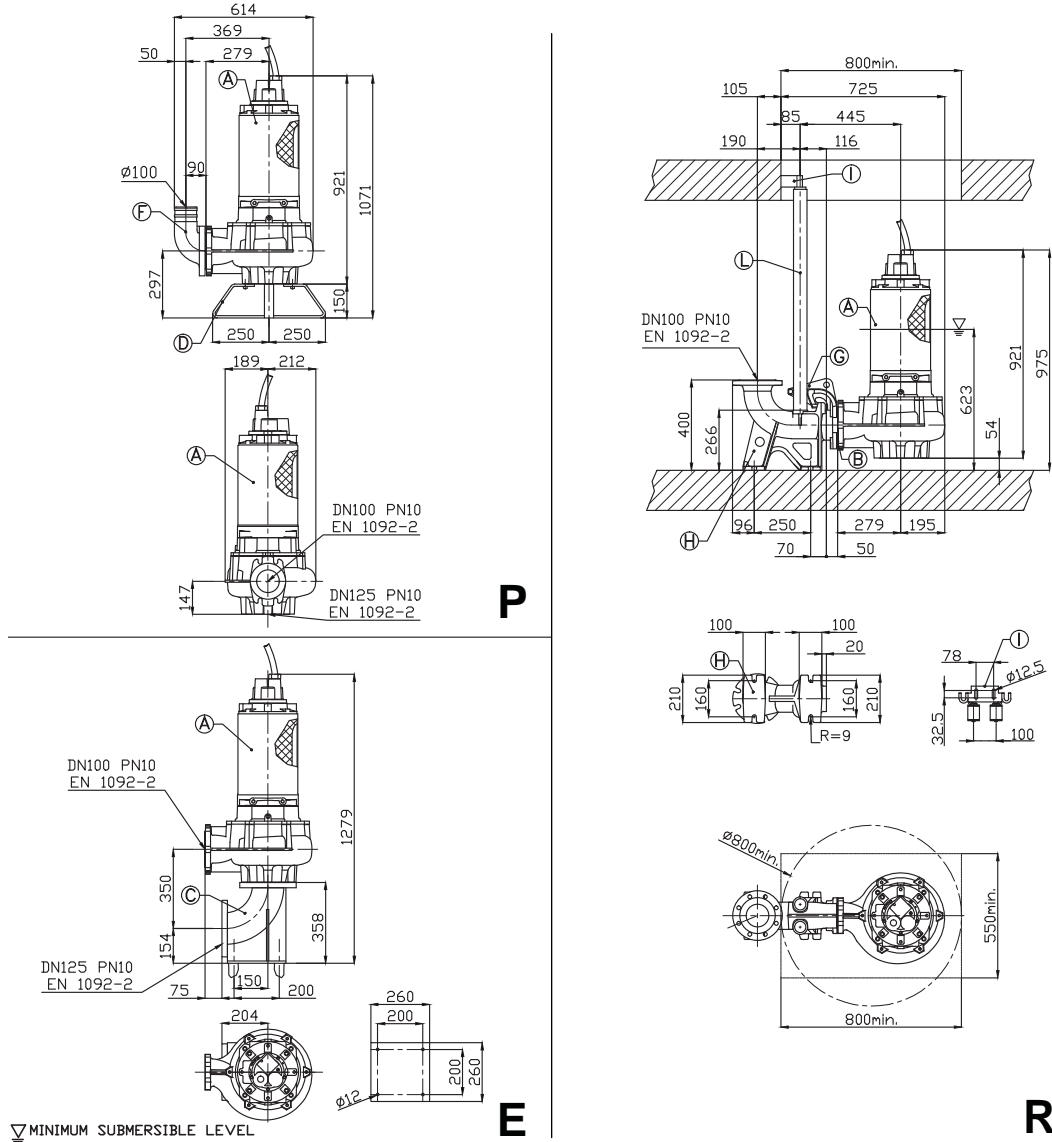 614
369
50
279
A
90
Ø100
F
921
1071
297
150
250
250
D
189
212
A
DN100 PN10
EN 1092-2
147
DN125 PN10
EN 1092-2
P
A
DN100 PN10
EN 1092-2
1279
350
C
358
154
DN125 PN10
EN 1092-2
75
150
200
204
260
200
200
260
Ø12
E
MINIMUM SUBMERSIBLE LEVEL
800min.
105
725
85
445
190
116
I
L
A
DN100 PN10
EN 1092-2
G
921
975
623
400
266
54
B
H
96
250
279
195
70
50
100
100
H
20
210
160
160
210
R=9
I
78
Ø12.5
32.5
100
Ø800min.
550min.
800min.
R